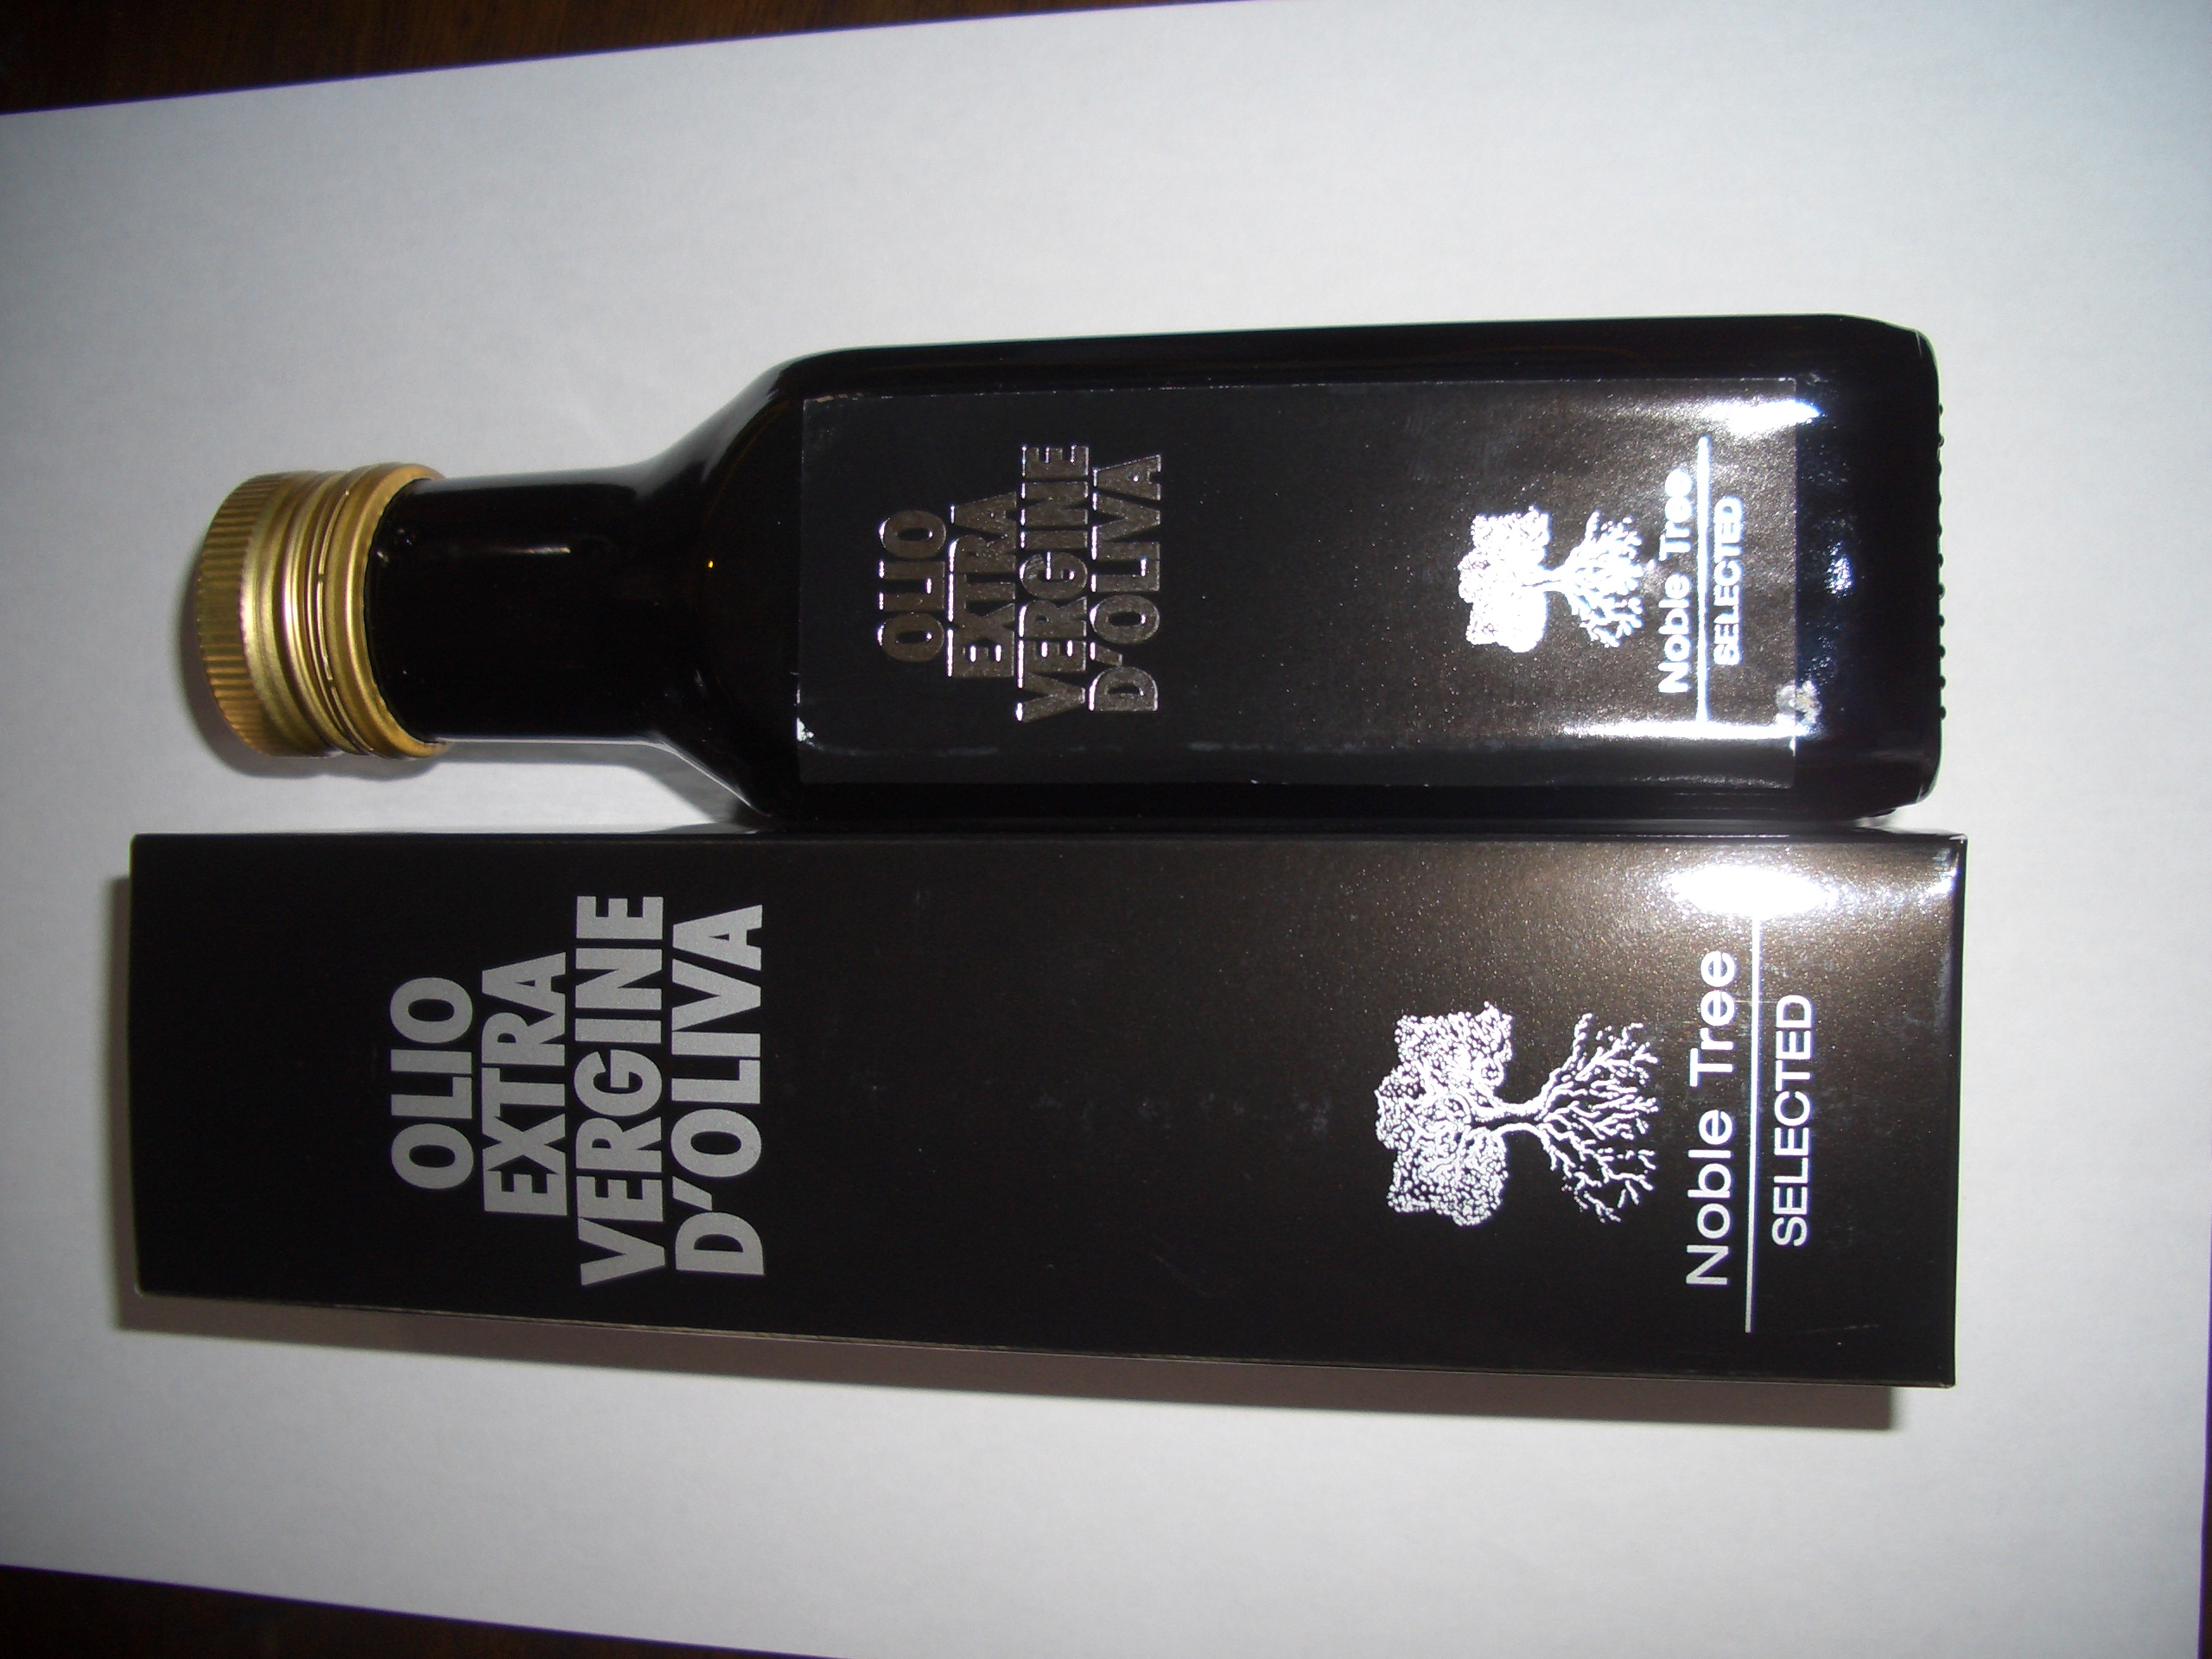 OLIO
EXTRA
VERGINE
D'OLIVA
Noble Tree
SELECTED
OLIO
EXTRA
VERGINE
D'OLIVA
Noble Tree
SELECTED